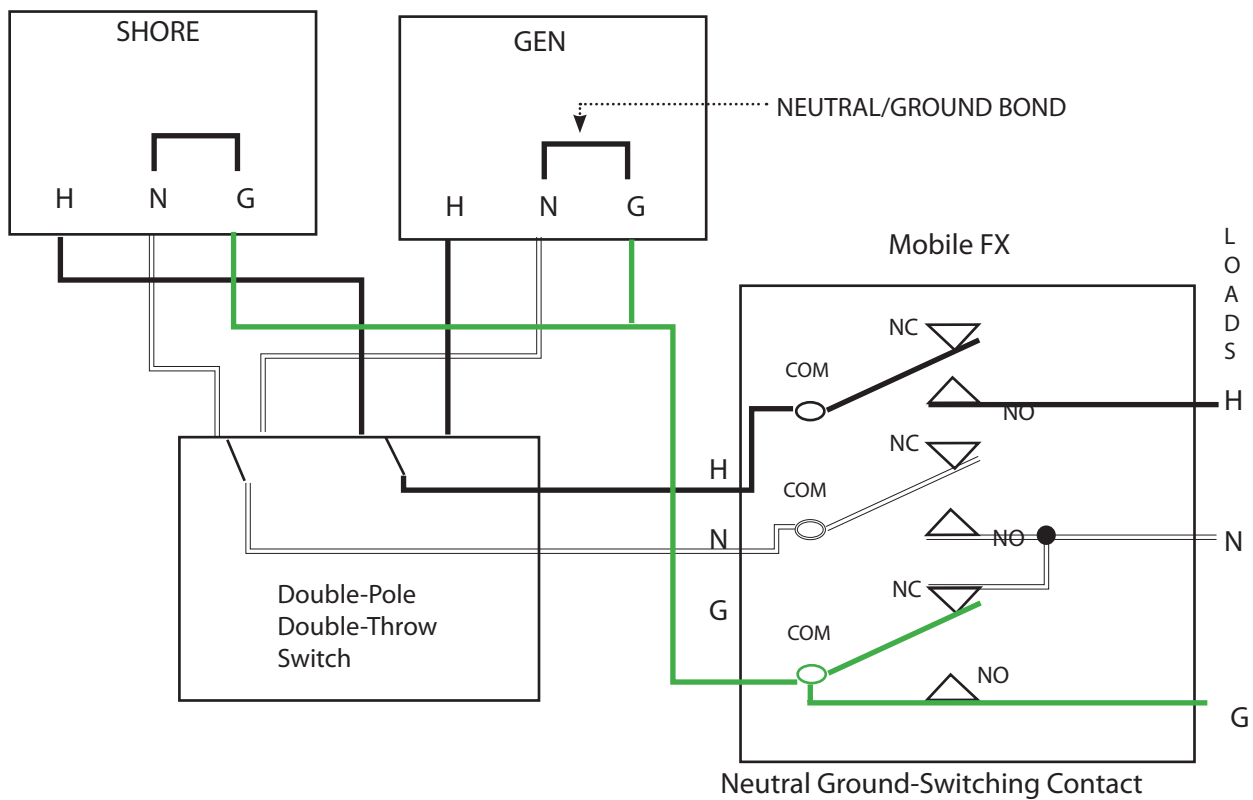 SHORE
GEN
NEUTRAL/GROUND BOND
H N G
H N G
Mobile FX
L
O
A
D
S
NC
COM
NO
H
NC
H
COM
NO
N
N
NC
G
COM
NO
G
Double-Pole
Double-Throw
Switch
Neutral Ground-Switching Contact